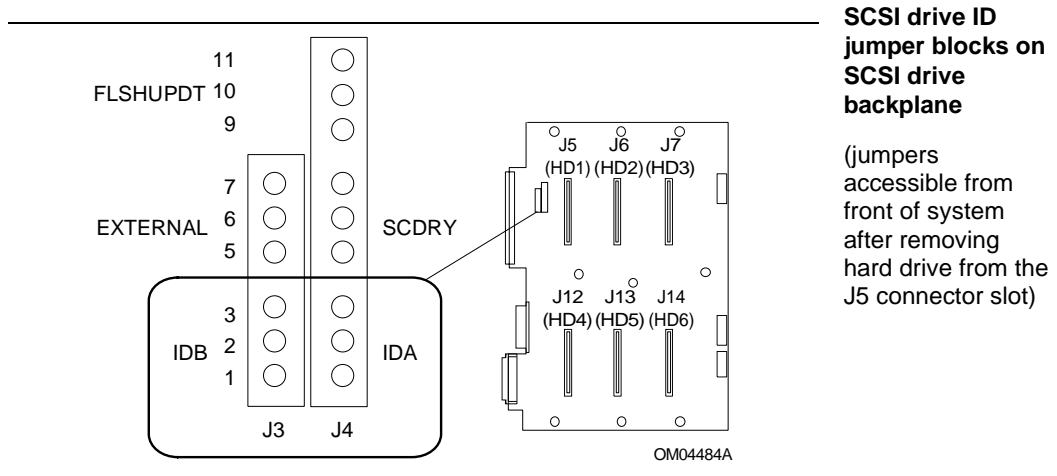 SCSI drive ID
jumper blocks on
SCSI drive
backplane
(jumpers
accessible from
front of system
after removing
hard drive from the
J5 connector slot)
11
FLSHUPDT 10
9
7
EXTERNAL 6 SCDRY
5
3
IDB 2 IDA
1
J3 J4
J5 J6 J7
(HD1) (HD2) (HD3)
J12 J13 J14
(HD4) (HD5) (HD6)
OM04484A